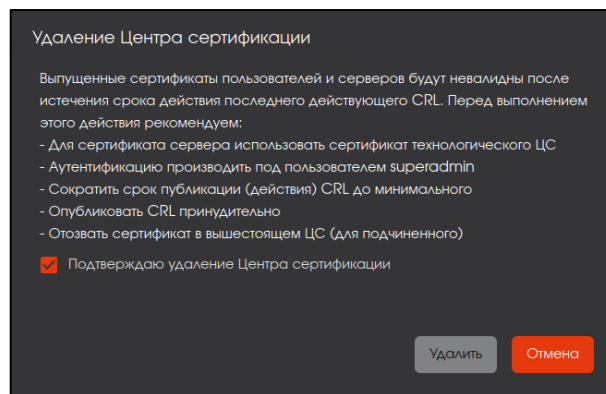 Удаление Центра сертификации
Выпущенные сертификаты пользователей и серверов будут невалидны после
истечения срока действия последнего действующего CRL. Перед выполнением
этого действия рекомендуем:
- Для сертификата сервера использовать сертификат технологического ЦС
- Аутентификацию производить под пользователем superadmin
- Сократить срок публикации (действия) CRL до минимального
- Опубликовать CRL принудительно
- Отозвать сертификат в вышестоящем ЦС (для подчиненного)
Подтверждаю удаление Центра сертификации
Удалить Отмена